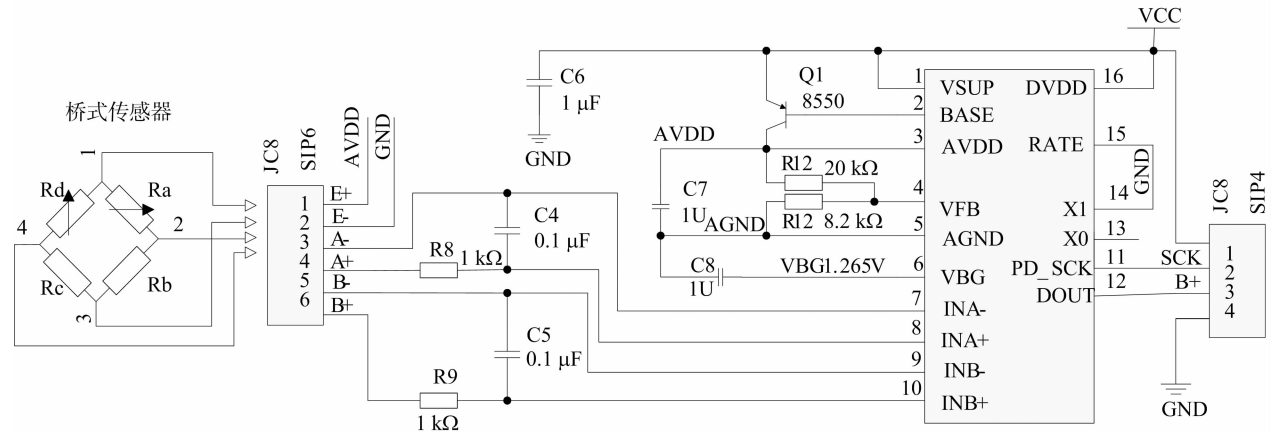 桥式传感器
1
Rd
Ra
4
2
Rc
Rb
3
JC8
SIP6
AVDD
GND
1
2
3
4
5
6
E+
E-
A-
A+
B-
B+
R8
1 kΩ
C4
0.1 μF
C5
0.1 μF
R9
1 kΩ
C6
1 μF
GND
Q1
8550
AVDD
C7
1U
R12
20 kΩ
AGND
R12
8.2 kΩ
C8
1U
VBG1.265V
1
2
3
4
5
6
7
8
9
10
VSUP
BASE
AVDD
VFB
AGND
VBG
INA-
INA+
INB-
INB+
DVDD
RATE
X1
X0
PD_SCK
DOUT
16
15
14
13
11
12
GND
VCC
SCK
B+
JC8
SIP4
1
2
3
4
GND